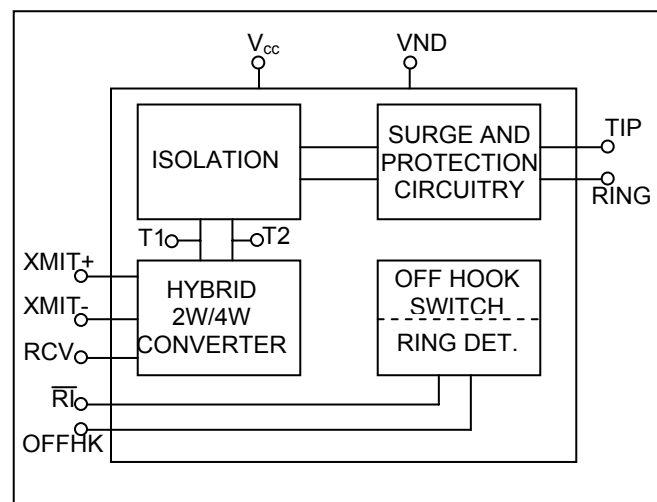 Vcc
VND
ISOLATION
SURGE AND
PROTECTION
CIRCUITRY
TIP
RING
T1
T2
XMIT+
XMIT-
RCV
HYBRID
2W/4W
CONVERTER
OFF HOOK
SWITCH
RING DET.
R̅I̅
OFFHK